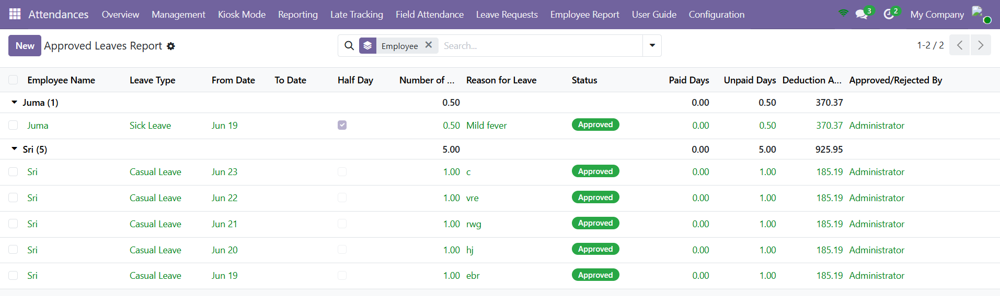 Attendances Overview Management Kiosk Mode Reporting Late Tracking Field Attendance Leave Requests Employee Report User Guide Configuration 3 2 My Company
New Approved Leaves Report Employee Search... 1-2 / 2
Employee Name Leave Type From Date To Date Half Day Number of ... Reason for Leave Status Paid Days Unpaid Days Deduction A... Approved/Rejected By
Juma (1) 0.50 0.00 0.50 370.37
Juma Sick Leave Jun 19 0.50 Mild fever Approved 0.00 0.50 370.37 Administrator
Sri (5) 5.00 0.00 5.00 925.95
Sri Casual Leave Jun 23 1.00 c Approved 0.00 1.00 185.19 Administrator
Sri Casual Leave Jun 22 1.00 vre Approved 0.00 1.00 185.19 Administrator
Sri Casual Leave Jun 21 1.00 rwg Approved 0.00 1.00 185.19 Administrator
Sri Casual Leave Jun 20 1.00 hj Approved 0.00 1.00 185.19 Administrator
Sri Casual Leave Jun 19 1.00 ebr Approved 0.00 1.00 185.19 Administrator